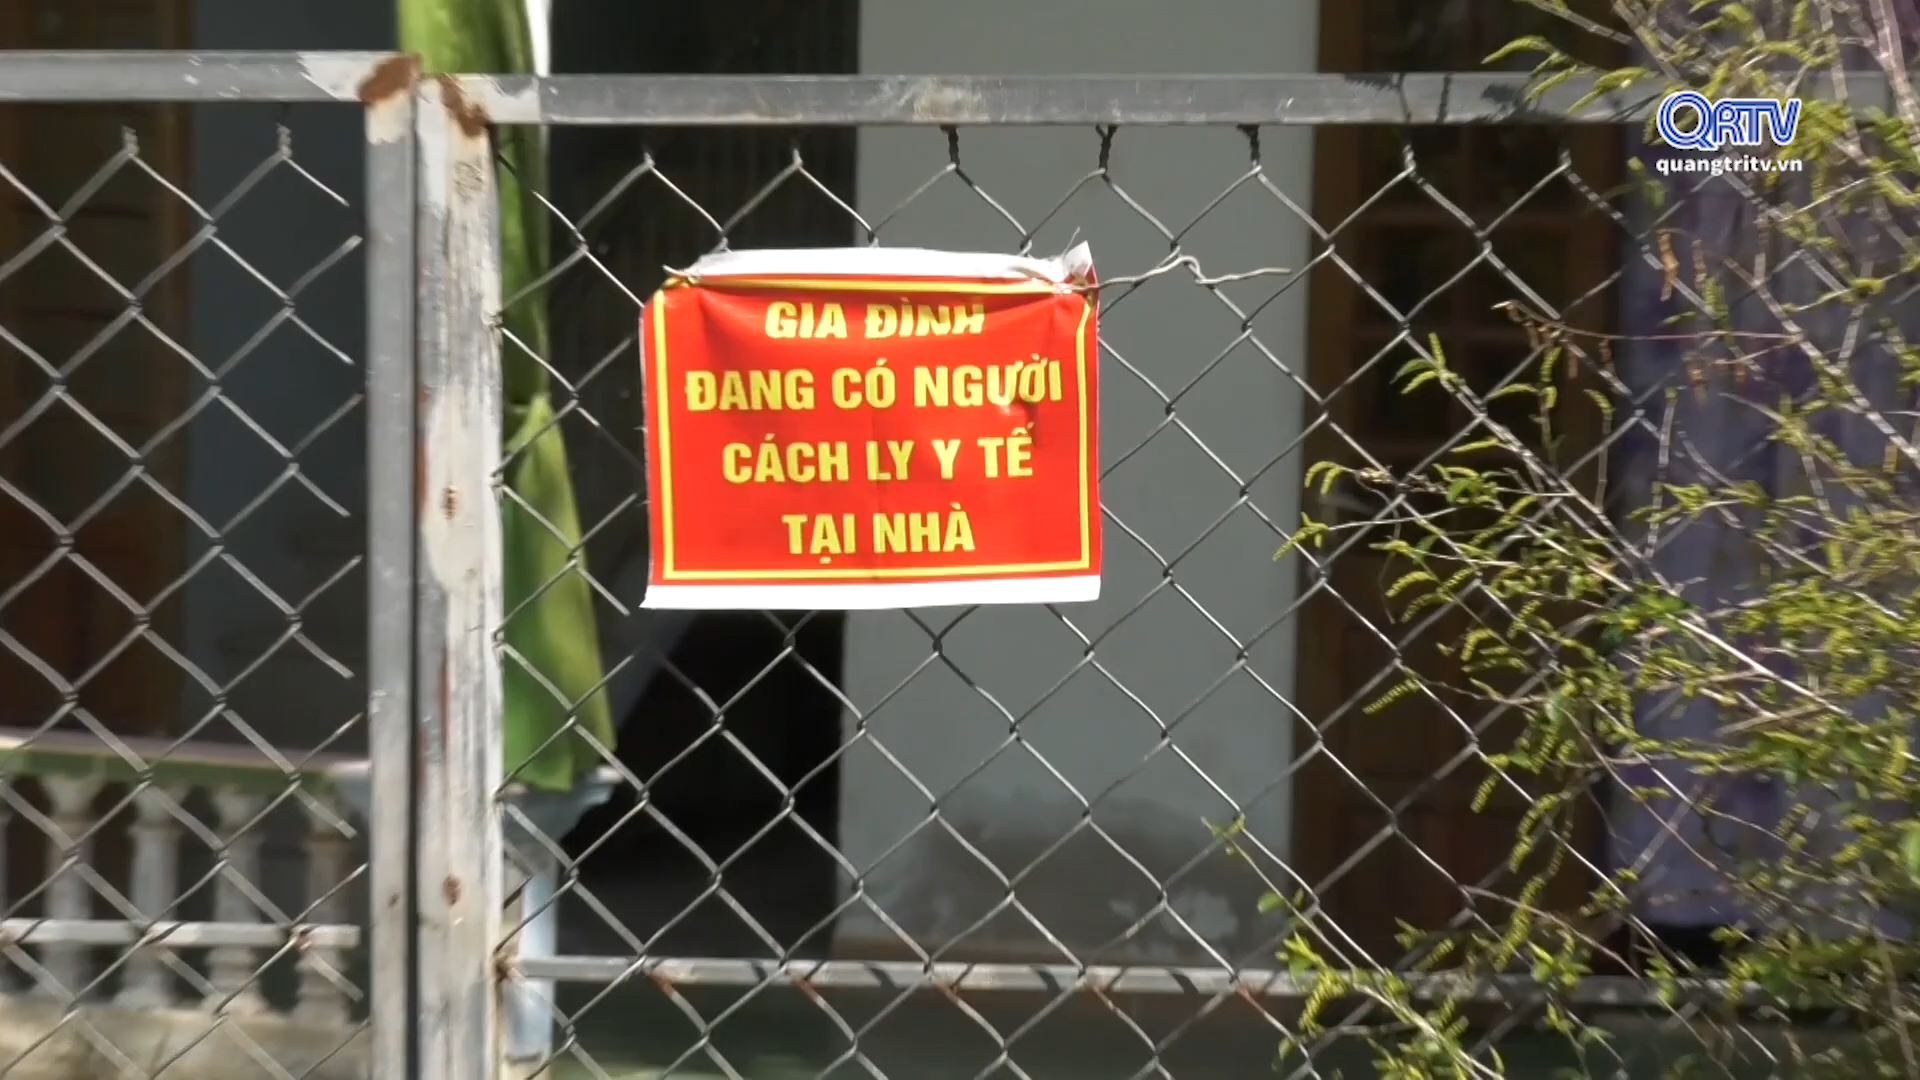 QRTV
quangtritv.vn
GIA ĐÌNH
ĐANG CÓ NGƯỜI
CÁCH LY Y TẾ
TẠI NHÀ